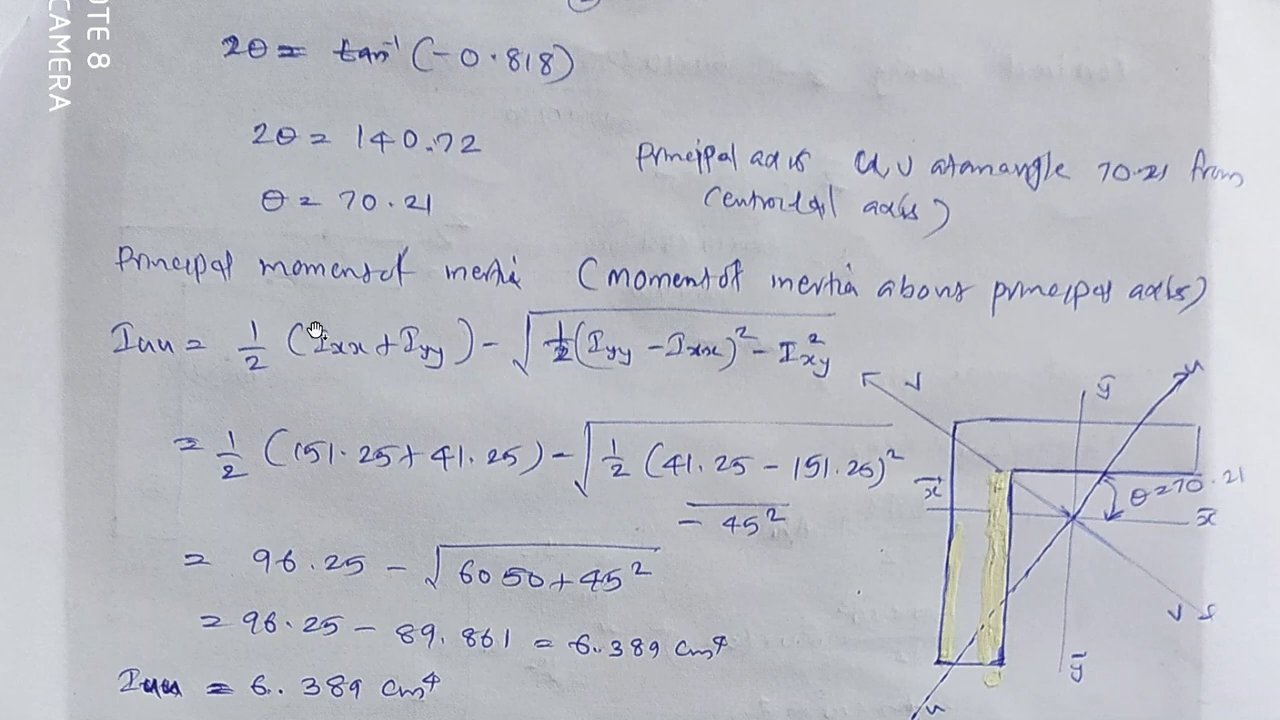 OTE 8
CAMERA
2θ = tan⁻¹ (-0.818)
2θ = 140.72
θ = 70.21
Principal axis u,v at an angle 70.21 from
centroidal axis)
Principal moment of inertia (moment of inertia about principal axis)
Iuu = 1/2 (Ixx + Iyy) - √(1/2 (Iyy - Ixx)² - Ixy²)
= 1/2 (151.25 + 41.25) - √(1/2 (41.25 - 151.25)²
- 45²
= 96.25 - √(6050 + 45²)
= 96.25 - 89.861 = 6.389 cm⁴
Iuu = 6.389 cm⁴
v
ȳ
u
x̄
θ = 70.21
x̄
v
ȳ
u